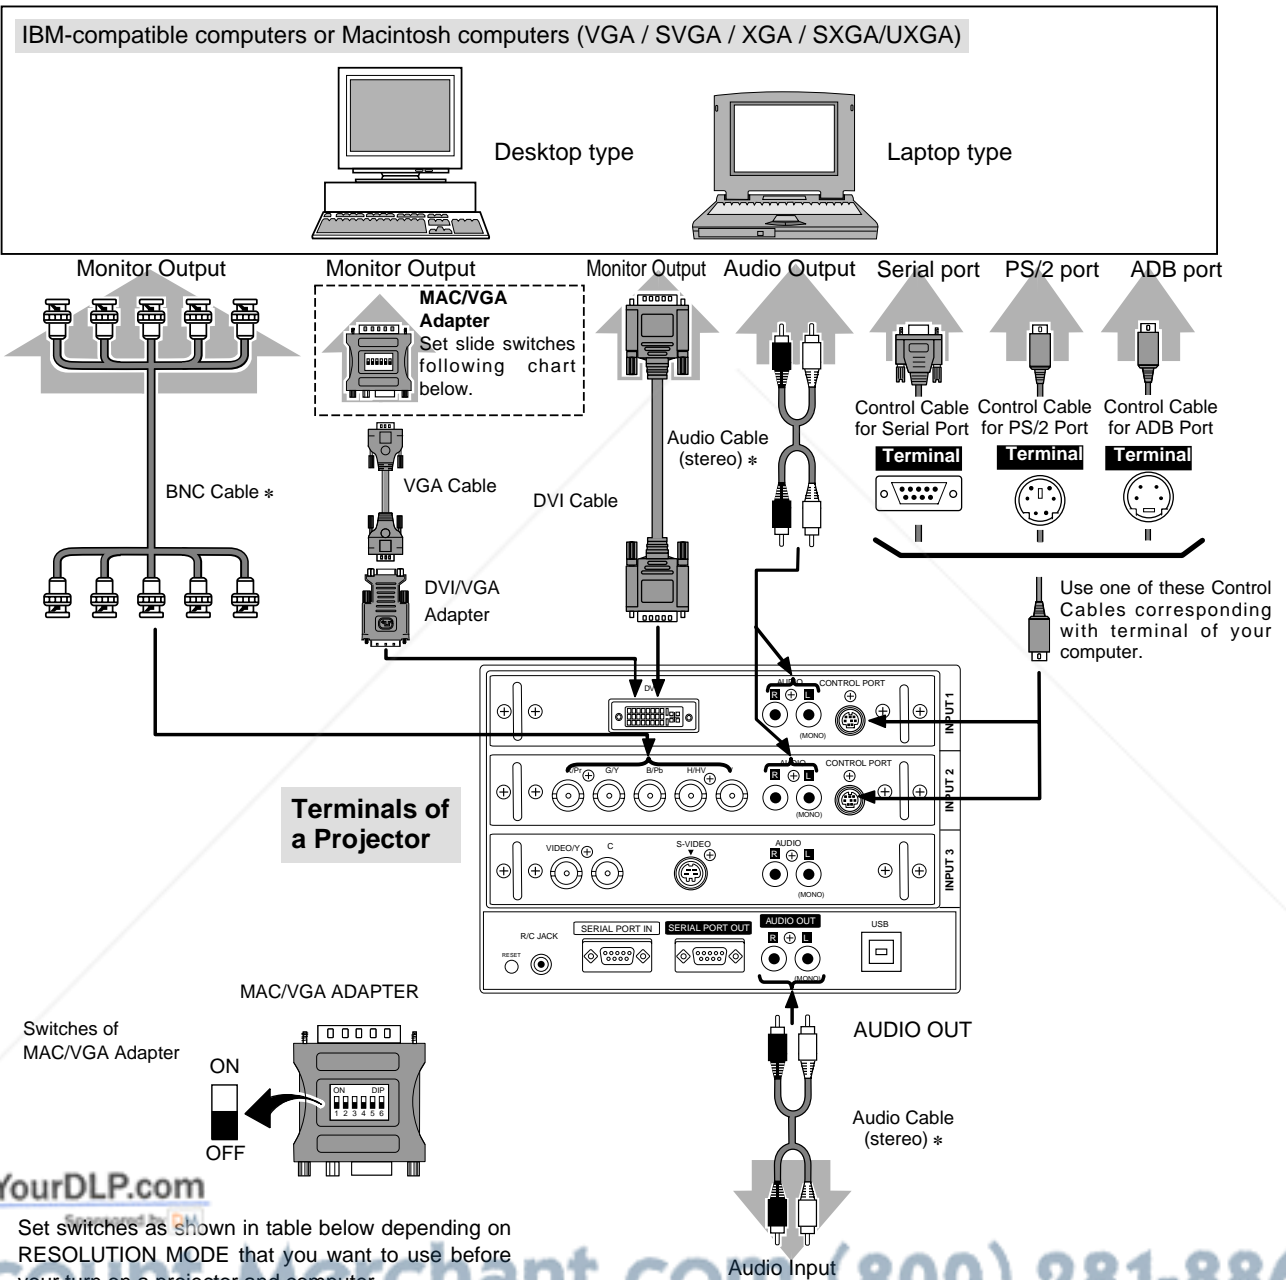 IBM-compatible computers or Macintosh computers (VGA / SVGA / XGA / SXGA/UXGA)
Desktop type
Laptop type
Monitor Output
Monitor Output
Monitor Output
Audio Output
Serial port
PS/2 port
ADB port
MAC/VGA
Adapter
Set slide switches
following chart
below.
Control Cable
for Serial Port
Control Cable
for PS/2 Port
Control Cable
for ADB Port
Terminal
Terminal
Terminal
Audio Cable
(stereo) *
BNC Cable *
VGA Cable
DVI Cable
DVI/VGA
Adapter
Use one of these Control
Cables corresponding
with terminal of your
computer.
AUDIO
R
L
(MONO)
CONTROL PORT
INPUT 1
G/Y
B/Pb
H/HV
R
L
(MONO)
CONTROL PORT
INPUT 2
Terminals of
a Projector
VIDEO/Y
C
S-VIDEO
AUDIO
R
L
(MONO)
INPUT 3
RESET
R/C JACK
SERIAL PORT IN
SERIAL PORT OUT
AUDIO OUT
R
L
(MONO)
USB
MAC/VGA ADAPTER
Switches of
MAC/VGA Adapter
ON
OFF
ON DIP
1 2 3 4 5 6
AUDIO OUT
Audio Cable
(stereo) *
Audio Input
YourDLP.com
Sponsored by
Set switches as shown in table below depending on
RESOLUTION MODE that you want to use before
your turn on a projector and computer.